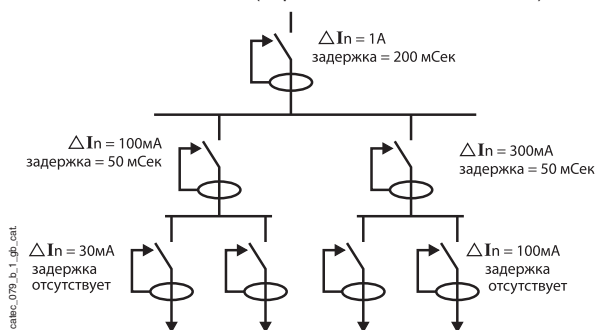 △In = 1А
задержка = 200 мСек
△In = 100мА
задержка = 50 мСек
△In = 300мА
задержка = 50 мСек
△In = 30мА
задержка
отсутствует
△In = 100мА
задержка
отсутствует
catec_079_b_1_gb_cat